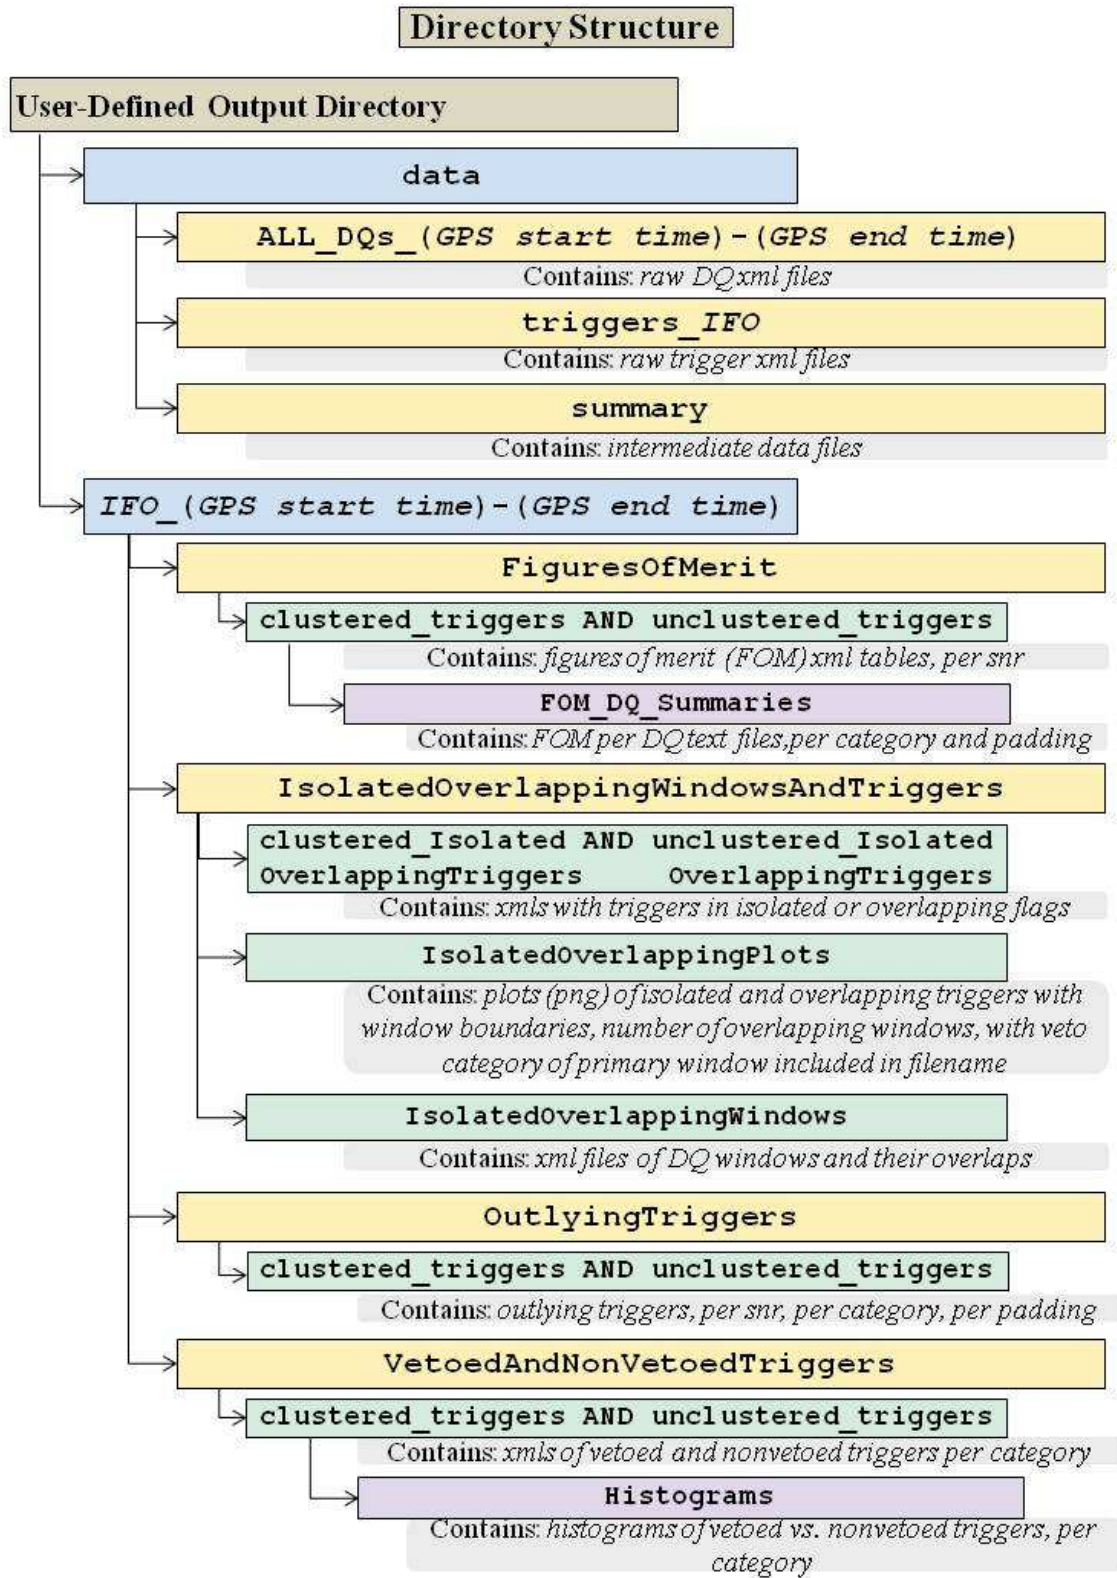 Directory Structure
User-Defined Output Directory
data
ALL_DQs_(GPS start time)-(GPS end time)
Contains: raw DQ xml files
triggers_IFO
Contains: raw trigger xml files
summary
Contains: intermediate data files
IFO_(GPS start time)-(GPS end time)
FiguresOfMerit
clustered_triggers AND unclustered_triggers
Contains: figures of merit (FOM) xml tables, per snr
FOM_DQ_Summaries
Contains: FOM per DQ text files, per category and padding
IsolatedOverlappingWindowsAndTriggers
clustered_Isolated AND unclustered_Isolated
OverlappingTriggers OverlappingTriggers
Contains: xmls with triggers in isolated or overlapping flags
IsolatedOverlappingPlots
Contains: plots (png) of isolated and overlapping triggers with
window boundaries, number of overlapping windows, with veto
category of primary window included in filename
IsolatedOverlappingWindows
Contains: xml files of DQ windows and their overlaps
OutlyingTriggers
clustered_triggers AND unclustered_triggers
Contains: outlying triggers, per snr, per category, per padding
VetoedAndNonVetoedTriggers
clustered_triggers AND unclustered_triggers
Contains: xmls of vetoed and nonvetoed triggers per category
Histograms
Contains: histograms of vetoed vs. nonvetoed triggers, per
category